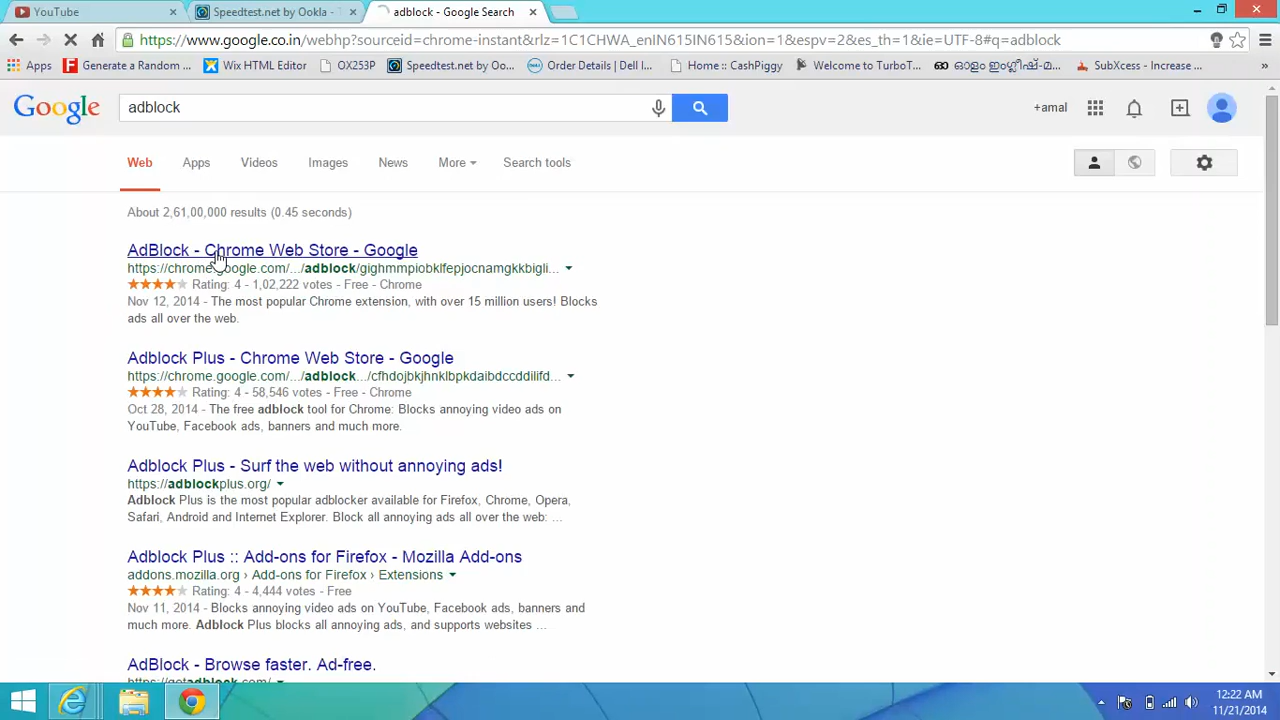 YouTube
Speedtest.net by Ookla - T
adblock - Google Search
https://www.google.co.in/webhp?sourceid=chrome-instant&rlz=1C1CHWA_enIN615IN615&ion=1&espv=2&es_th=1&ie=UTF-8#q=adblock
Apps
Generate a Random ...
Wix HTML Editor
OX253P
Speedtest.net by Oo...
Order Details | Dell I...
Home :: CashPiggy
Welcome to TurboT...
ഓളം ഇംഗ്ലീഷ്-മ...
SubXcess - Increase ...
»
Google
adblock
+amal
Web Apps Videos Images News More Search tools
About 2,61,00,000 results (0.45 seconds)
AdBlock - Chrome Web Store - Google
https://chrome.google.com/.../adblock/gighmmpiobklfepjocnamgkkbigli...
Rating: 4 - 1,02,222 votes - Free - Chrome
Nov 12, 2014 - The most popular Chrome extension, with over 15 million users! Blocks
ads all over the web.
Adblock Plus - Chrome Web Store - Google
https://chrome.google.com/.../adblock.../cfhdojbkjhnklbpkdaibdccddilifd...
Rating: 4 - 58,546 votes - Free - Chrome
Oct 28, 2014 - The free adblock tool for Chrome: Blocks annoying video ads on
YouTube, Facebook ads, banners and much more.
Adblock Plus - Surf the web without annoying ads!
https://adblockplus.org/
Adblock Plus is the most popular adblocker available for Firefox, Chrome, Opera,
Safari, Android and Internet Explorer. Block all annoying ads all over the web: ...
Adblock Plus :: Add-ons for Firefox - Mozilla Add-ons
addons.mozilla.org › Add-ons for Firefox › Extensions
Rating: 4 - 4,444 votes - Free
Nov 11, 2014 - Blocks annoying video ads on YouTube, Facebook ads, banners and
much more. Adblock Plus blocks all annoying ads, and supports websites ...
AdBlock - Browse faster. Ad-free.
https://getadblock.com/
12:22 AM
11/21/2014